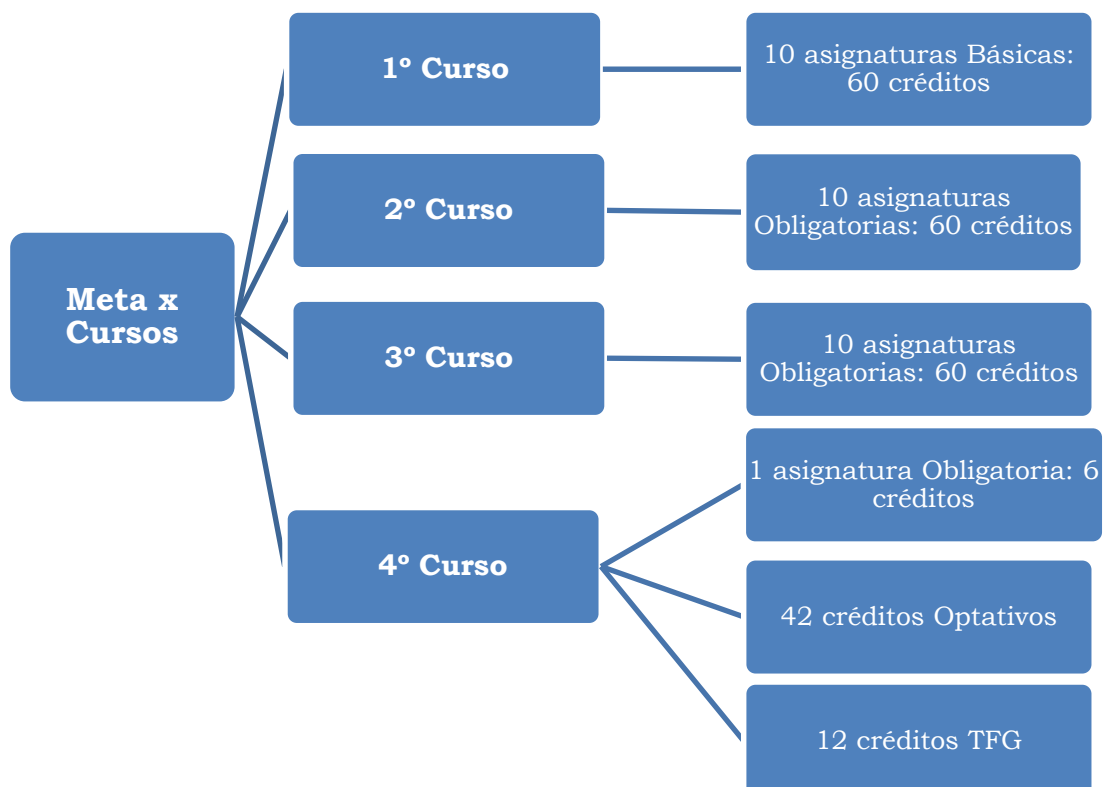 1º Curso
10 asignaturas Básicas:
60 créditos
2º Curso
10 asignaturas
Obligatorias: 60 créditos
Meta x
Cursos
3º Curso
10 asignaturas
Obligatorias: 60 créditos
1 asignatura Obligatoria: 6
créditos
4º Curso
42 créditos Optativos
12 créditos TFG